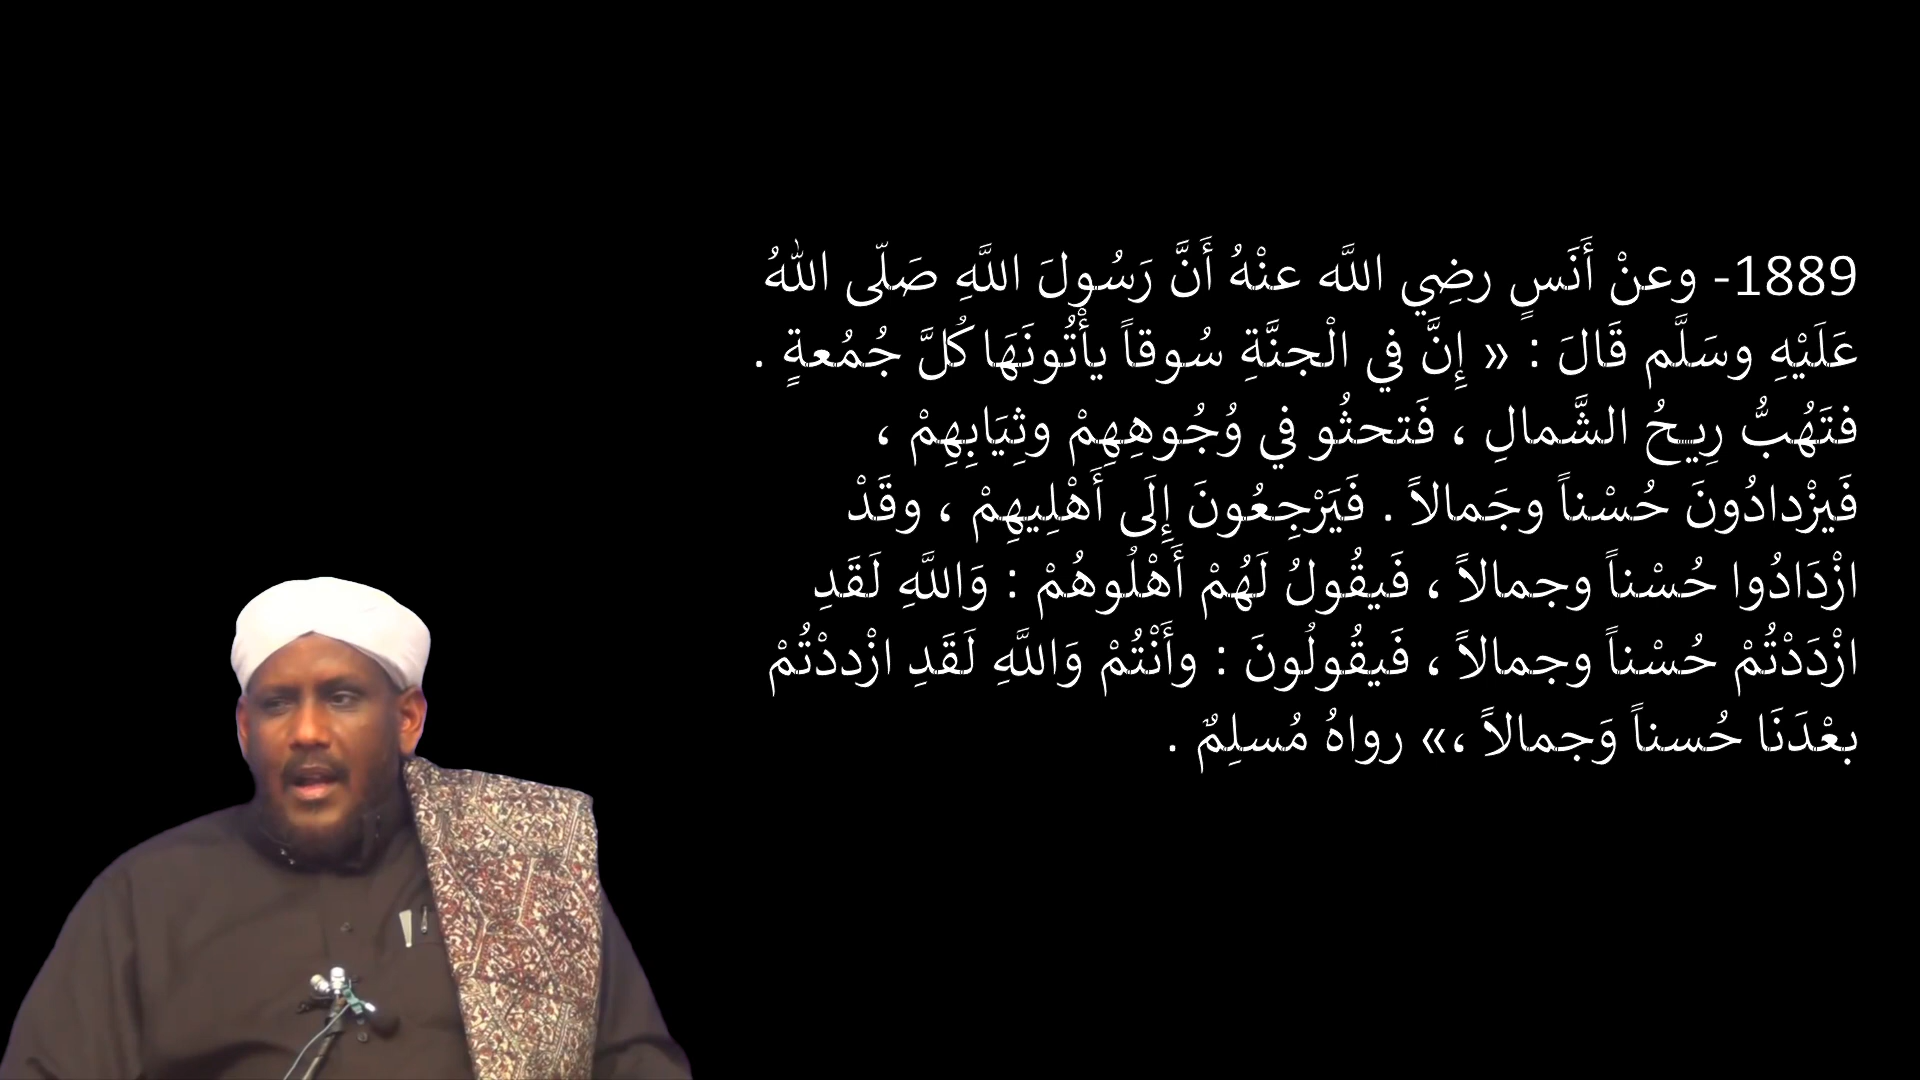 1889- وعنْ أَنَسٍ رضِي اللَّه عنْهُ أَنَّ رَسُولَ اللَّهِ صَلّى اللهُ
عَلَيْهِ وسَلَّم قَالَ : « إِنَّ في الْجنَّةِ سُوقاً يأْتُونَهَا كُلَّ جُمُعةٍ .
فتَهُبُّ رِيحُ الشَّمالِ ، فَتحثُو في وُجُوهِهِمْ وثِيَابِهِمْ ،
فَيزْدادُونَ حُسْناً وجَمالاً . فَيَرْجِعُونَ إِلَى أَهْلِيهِمْ ، وقَدْ
ازْدَادُوا حُسْناً وجمالاً ، فَيقُولُ لَهُمْ أَهْلُوهُمْ : وَاللَّهِ لَقَدِ
ازْدَدْتُمْ حُسْناً وجمالاً ، فَيقُولُونَ : وأَنْتُمْ وَاللَّهِ لَقَدِ ازْددْتُمْ
بعْدَنَا حُسناً وَجمالاً ،» رواهُ مُسلِمٌ .